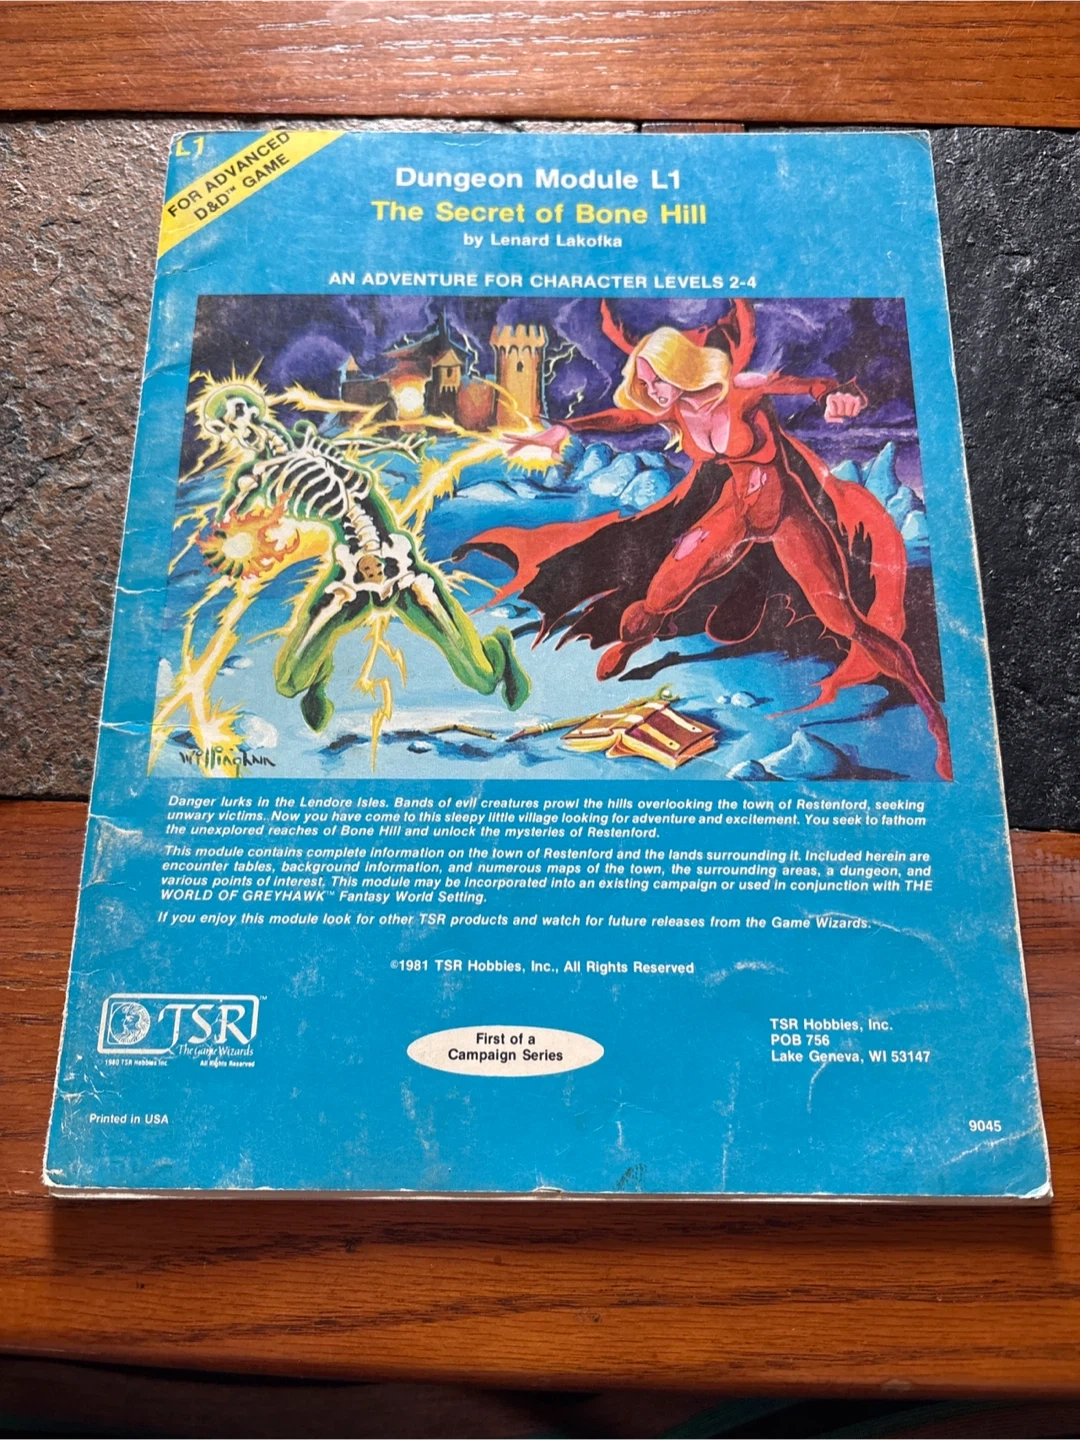 L1
FOR ADVANCED
D&D™ GAME
Dungeon Module L1
The Secret of Bone Hill
by Lenard Lakofka
AN ADVENTURE FOR CHARACTER LEVELS 2-4
Willingham
Danger lurks in the Lendore Isles. Bands of evil creatures prowl the hills overlooking the town of Restenford, seeking
unwary victims. Now you have come to this sleepy little village looking for adventure and excitement. You seek to fathom
the unexplored reaches of Bone Hill and unlock the mysteries of Restenford.
This module contains complete information on the town of Restenford and the lands surrounding it. Included herein are
encounter tables, background information, and numerous maps of the town, the surrounding areas, a dungeon, and
various points of interest. This module may be incorporated into an existing campaign or used in conjunction with THE
WORLD OF GREYHAWK™ Fantasy World Setting.
If you enjoy this module look for other TSR products and watch for future releases from the Game Wizards.
©1981 TSR Hobbies, Inc., All Rights Reserved
TSR™
The Game Wizards
©1980 TSR Hobbies Inc. All Rights Reserved
First of a
Campaign Series
TSR Hobbies, Inc.
POB 756
Lake Geneva, WI 53147
Printed in USA
9045